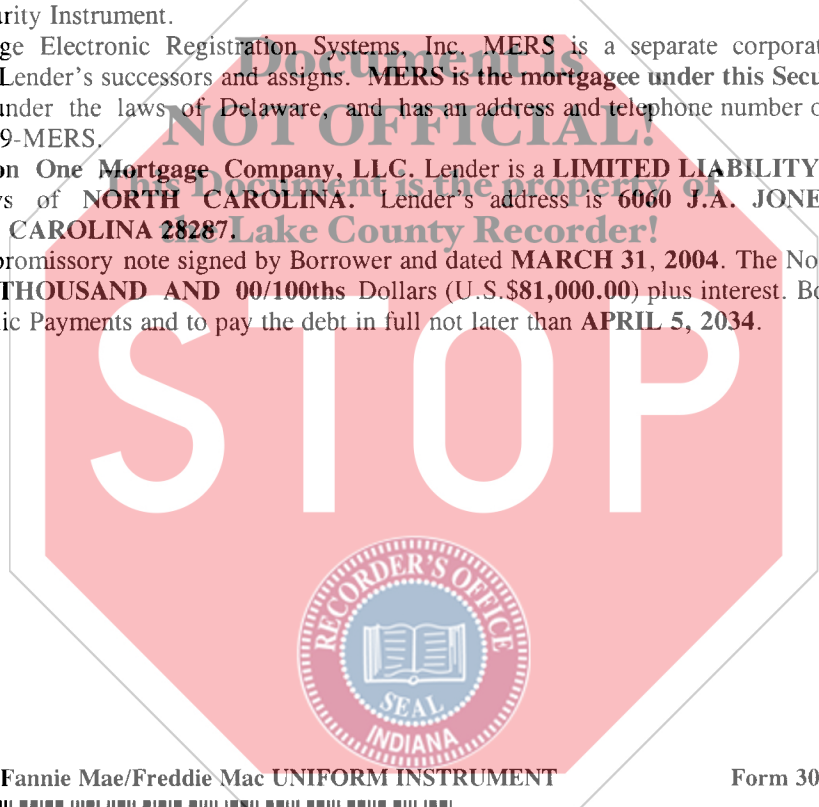 urity Instrument.
ge Electronic Registration Systems, Inc. MERS is a separate corporat
Document is
Lender's successors and assigns. MERS is the mortgagee under this Secu
under the laws of Delaware, and has an address and telephone number o
NOT OFFICIAL!
9-MERS.
on One Mortgage Company, LLC. Lender is a LIMITED LIABILITY
This Document is the property of
ws of NORTH CAROLINA. Lender's address is 6060 J.A. JONE
the Lake County Recorder!
CAROLINA 28287.
promissory note signed by Borrower and dated MARCH 31, 2004. The No
THOUSAND AND 00/100ths Dollars (U.S.$81,000.00) plus interest. Bo
ic Payments and to pay the debt in full not later than APRIL 5, 2034.
STOP
RECORDER'S OFFICE
SEAL
INDIANA
Fannie Mae/Freddie Mac UNIFORM INSTRUMENT Form 30